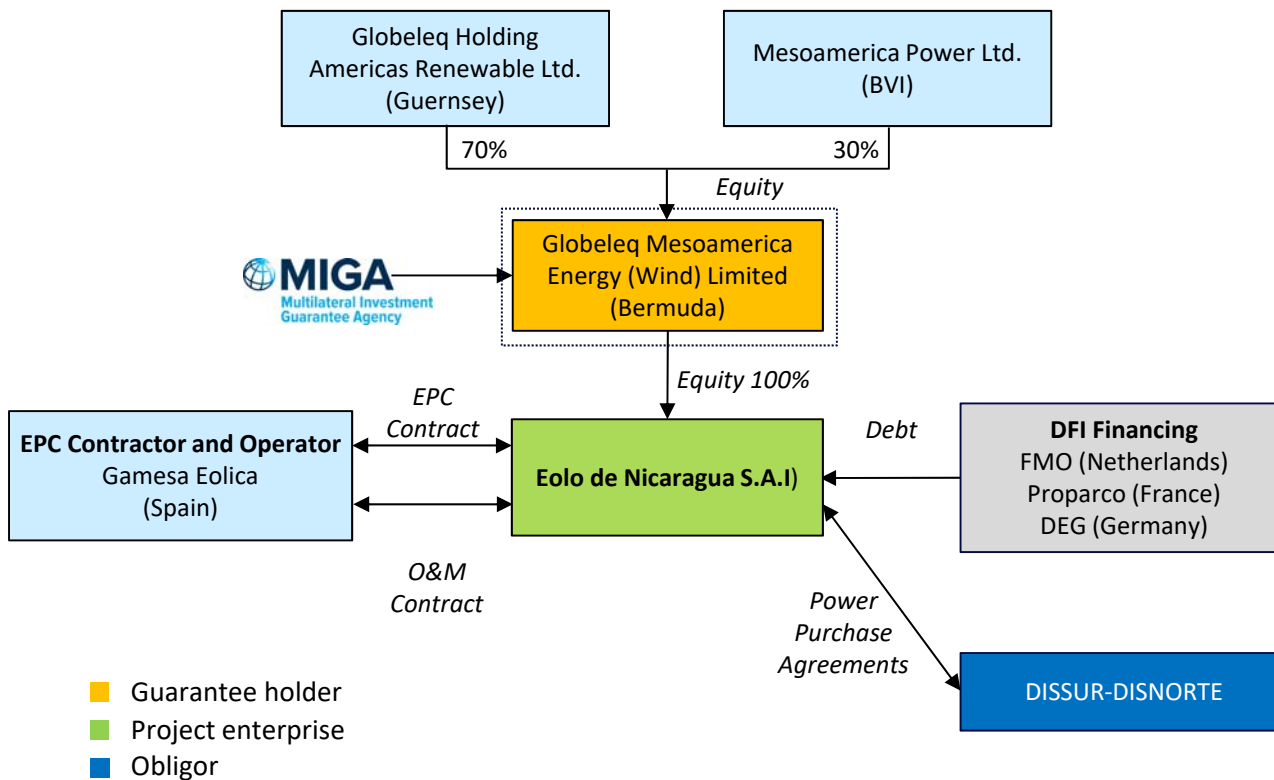 Globeleq Holding
Americas Renewable Ltd.
(Guernsey)
Mesoamerica Power Ltd.
(BVI)
70%
30%
Equity
MIGA
Multilateral Investment
Guarantee Agency
Globeleq Mesoamerica
Energy (Wind) Limited
(Bermuda)
Equity 100%
EPC
Contract
EPC Contractor and Operator
Gamesa Eolica
(Spain)
Eolo de Nicaragua S.A.I)
Debt
DFI Financing
FMO (Netherlands)
Proparco (France)
DEG (Germany)
O&M
Contract
Power
Purchase
Agreements
DISSUR-DISNORTE
Guarantee holder
Project enterprise
Obligor